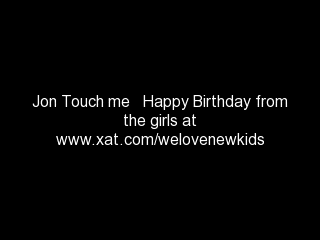 Jon Touch me   Happy Birthday from
the girls at
www.xat.com/welovenewkids